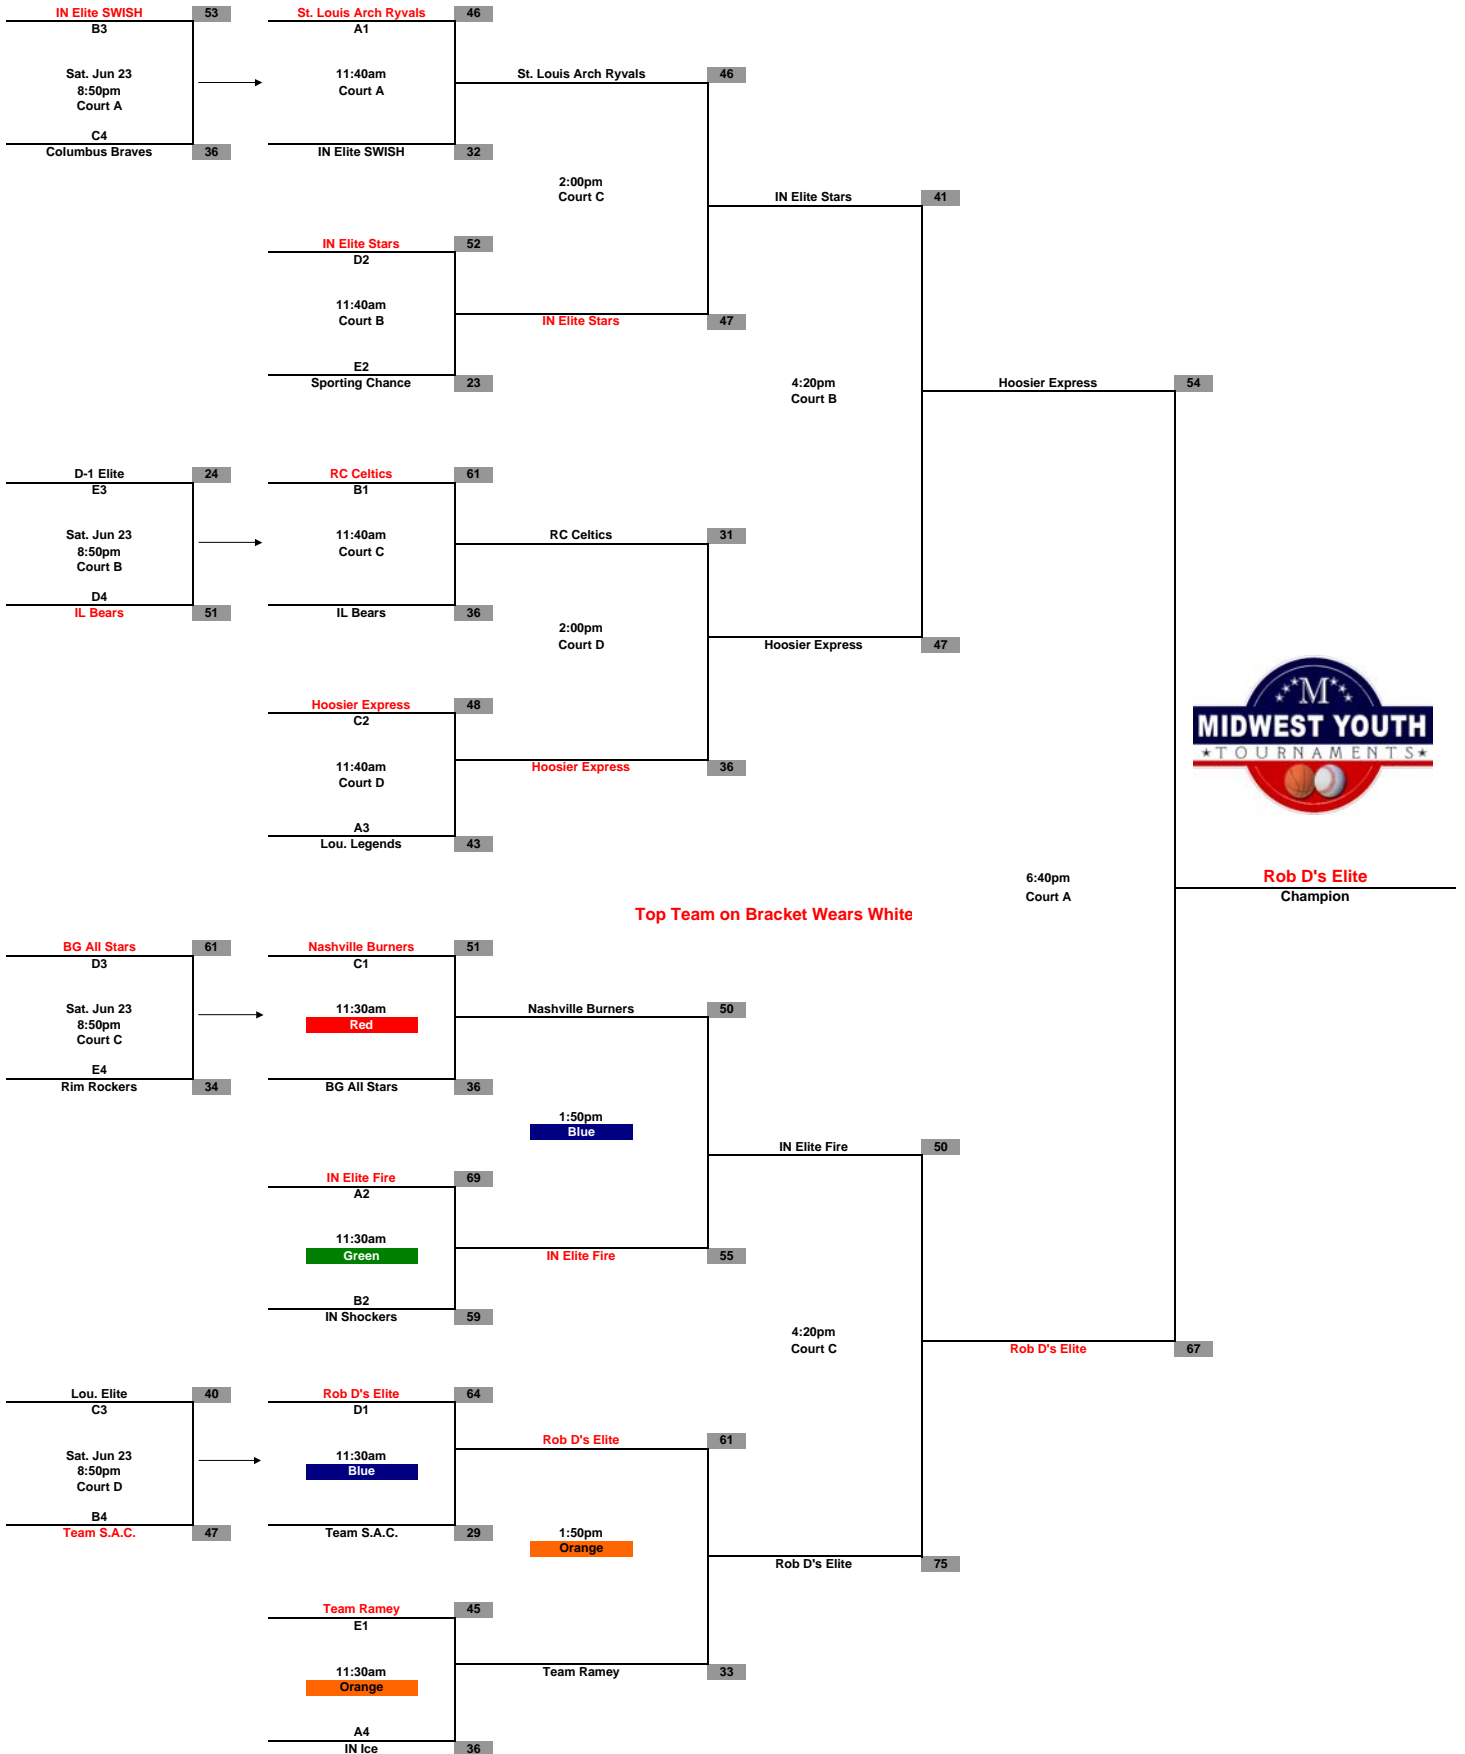 IN Elite SWISH 53 St. Louis Arch Ryvals 46
B3 A1
Sat. Jun 23 11:40am St. Louis Arch Ryvals 46
8:50pm Court A
Court A
C4
Columbus Braves 36 IN Elite SWISH 32
2:00pm
Court C IN Elite Stars 41
IN Elite Stars 52
D2
11:40am
Court B IN Elite Stars 47
E2
Sporting Chance 23 4:20pm Hoosier Express 54
Court B
D-1 Elite 24 RC Celtics 61
E3 B1
Sat. Jun 23 11:40am RC Celtics 31
8:50pm Court C
Court B
D4
IL Bears 51 IL Bears 36
2:00pm
Court D Hoosier Express 47
Hoosier Express 48
C2
M
MIDWEST YOUTH
TOURNAMENTS
11:40am Hoosier Express 36
Court D
A3
Lou. Legends 43
6:40pm Rob D's Elite
Court A Champion
Top Team on Bracket Wears White
BG All Stars 61 Nashville Burners 51
D3 C1
Sat. Jun 23 11:30am Nashville Burners 50
8:50pm Red
Court C
E4
Rim Rockers 34 BG All Stars 36
1:50pm
Blue
IN Elite Fire 50
IN Elite Fire 69
A2
11:30am
Green IN Elite Fire 55
B2
IN Shockers 59
4:20pm
Court C Rob D's Elite 67
Lou. Elite 40 Rob D's Elite 64
C3 D1
Rob D's Elite 61
Sat. Jun 23 11:30am
8:50pm Blue
Court D
B4
Team S.A.C. 47 Team S.A.C. 29 1:50pm
Orange
Rob D's Elite 75
Team Ramey 45
E1
11:30am Team Ramey 33
Orange
A4
IN Ice 36